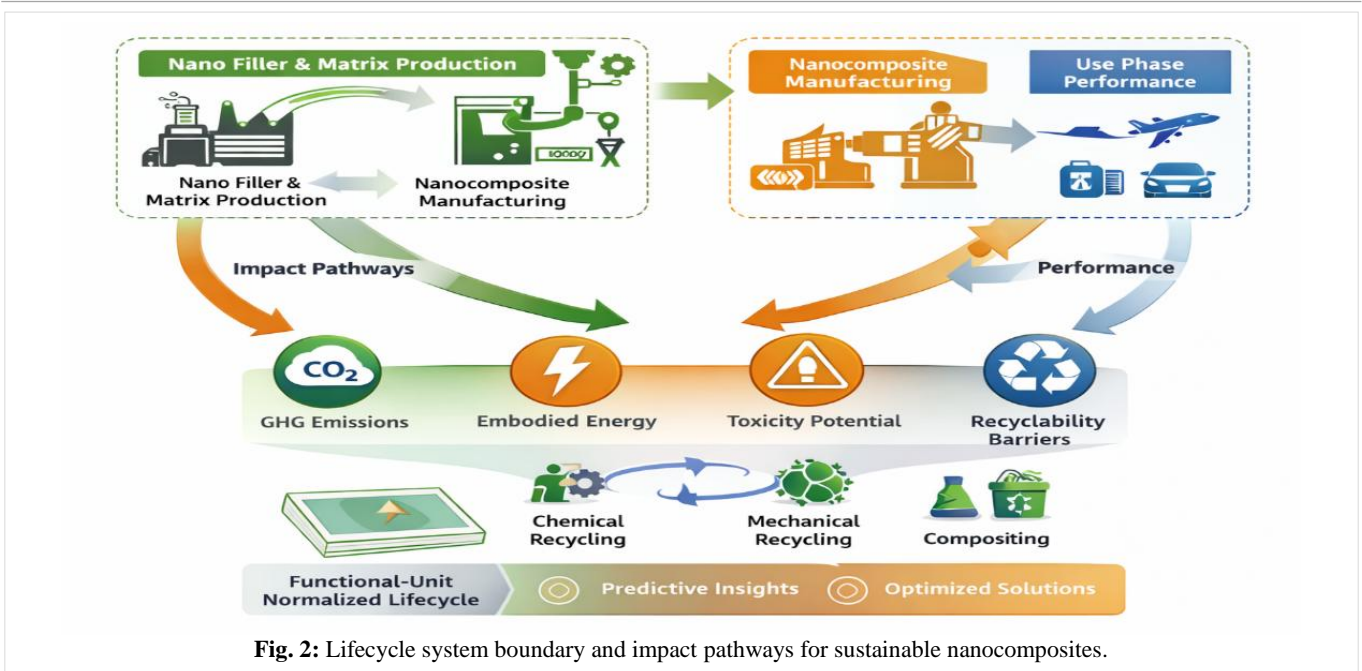 Nano Filler & Matrix Production
Nano Filler &
Matrix Production
Nanocomposite
Manufacturing
Nanocomposite
Manufacturing
Use Phase
Performance
Impact Pathways
Performance
CO₂
GHG Emissions
Embodied Energy
Toxicity Potential
Recyclability
Barriers
Chemical
Recycling
Mechanical
Recycling
Compositing
Functional-Unit
Normalized Lifecycle
Predictive Insights
Optimized Solutions
Fig. 2: Lifecycle system boundary and impact pathways for sustainable nanocomposites.